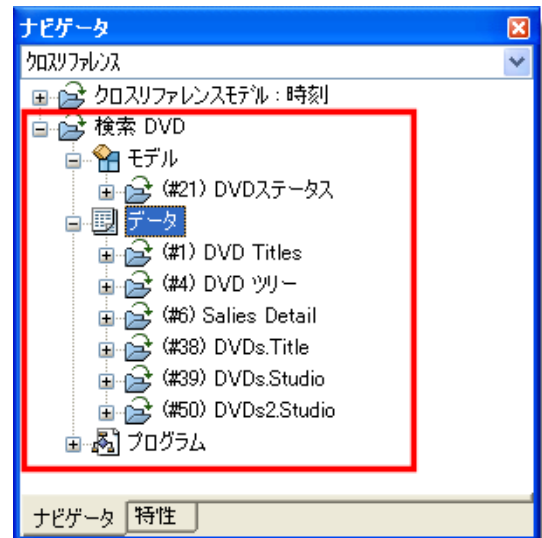 ナビゲータ
クロスリファレンス
クロスリファレンスモデル：時刻
検索 DVD
モデル
(#21) DVDステータス
データ
(#1) DVD Titles
(#4) DVD ツリー
(#6) Salies Detail
(#38) DVDs.Title
(#39) DVDs.Studio
(#50) DVDs2.Studio
プログラム
ナビゲータ 特性